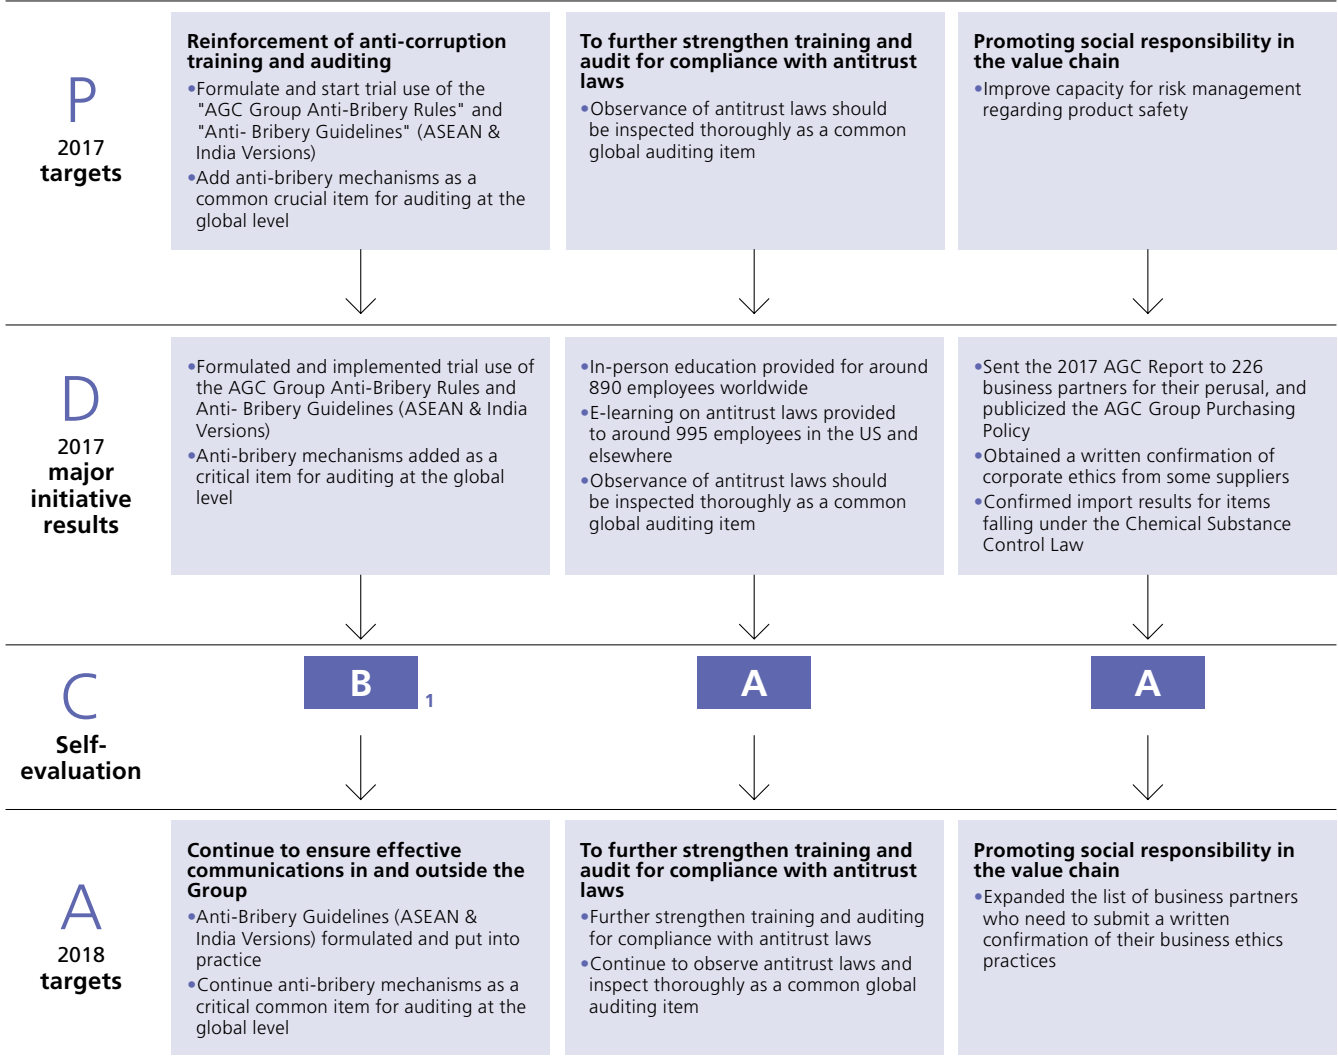 P
2017
targets
Reinforcement of anti-corruption
training and auditing
•Formulate and start trial use of the
"AGC Group Anti-Bribery Rules" and
"Anti- Bribery Guidelines" (ASEAN &
India Versions)
•Add anti-bribery mechanisms as a
common crucial item for auditing at the
global level
To further strengthen training and
audit for compliance with antitrust
laws
•Observance of antitrust laws should
be inspected thoroughly as a common
global auditing item
Promoting social responsibility in
the value chain
•Improve capacity for risk management
regarding product safety
D
2017
major
initiative
results
•Formulated and implemented trial use of
the AGC Group Anti-Bribery Rules and
Anti- Bribery Guidelines (ASEAN & India
Versions)
•Anti-bribery mechanisms added as a
critical item for auditing at the global
level
•In-person education provided for around
890 employees worldwide
•E-learning on antitrust laws provided
to around 995 employees in the US and
elsewhere
•Observance of antitrust laws should
be inspected thoroughly as a common
global auditing item
•Sent the 2017 AGC Report to 226
business partners for their perusal, and
publicized the AGC Group Purchasing
Policy
•Obtained a written confirmation of
corporate ethics from some suppliers
•Confirmed import results for items
falling under the Chemical Substance
Control Law
C
Self-
evaluation
B
1
A
A
A
2018
targets
Continue to ensure effective
communications in and outside the
Group
•Anti-Bribery Guidelines (ASEAN &
India Versions) formulated and put into
practice
•Continue anti-bribery mechanisms as a
critical common item for auditing at the
global level
To further strengthen training and
audit for compliance with antitrust
laws
•Further strengthen training and auditing
for compliance with antitrust laws
•Continue to observe antitrust laws and
inspect thoroughly as a common global
auditing item
Promoting social responsibility in
the value chain
•Expanded the list of business partners
who need to submit a written
confirmation of their business ethics
practices